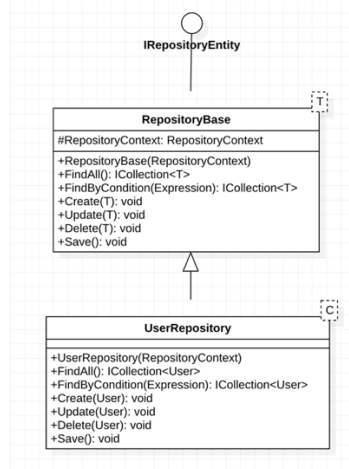 IRepositoryEntity
T
RepositoryBase
#RepositoryContext: RepositoryContext
+RepositoryBase(RepositoryContext)
+FindAll(): ICollection<T>
+FindByCondition(Expression): ICollection<T>
+Create(T): void
+Update(T): void
+Delete(T): void
+Save(): void
C
UserRepository
+UserRepository(RepositoryContext)
+FindAll(): ICollection<User>
+FindByCondition(Expression): ICollection<User>
+Create(User): void
+Update(User): void
+Delete(User): void
+Save(): void